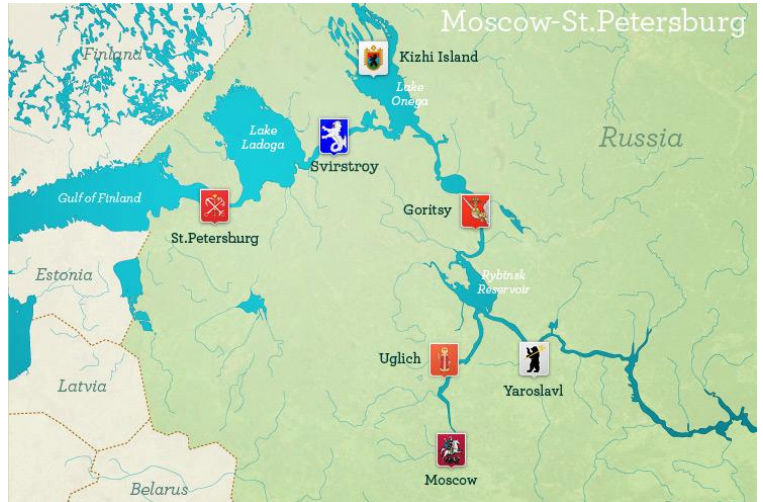 Moscow-St.Petersburg
Finland
Kizhi Island
Lake
Onega
Lake
Ladoga
Russia
Svirstroy
Gulf of Finland
Goritsy
St.Petersburg
Estonia
Rybinsk
Reservoir
Uglich
Latvia
Yaroslavl
Moscow
Belarus